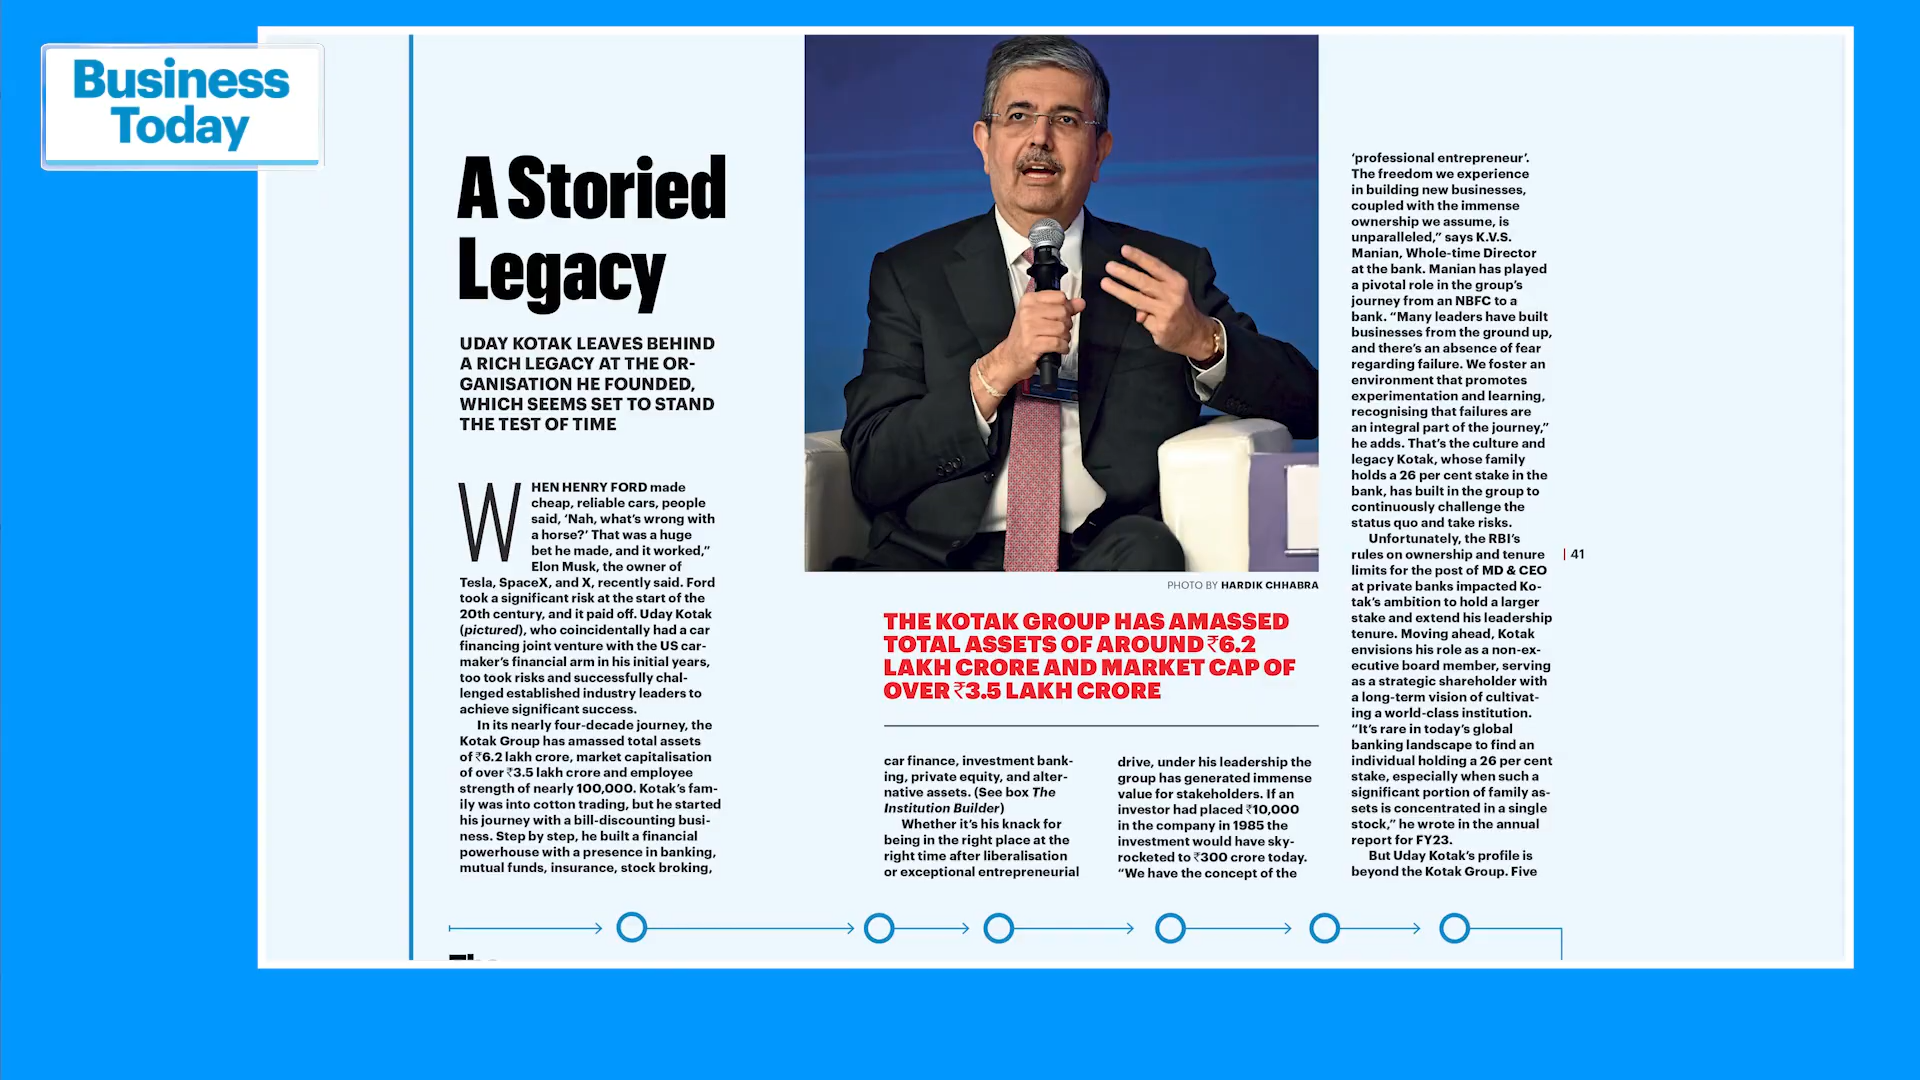 Business
Today
A Storied
Legacy
UDAY KOTAK LEAVES BEHIND
A RICH LEGACY AT THE OR-
GANISATION HE FOUNDED,
WHICH SEEMS SET TO STAND
THE TEST OF TIME
WHEN HENRY FORD made
cheap, reliable cars, people
said, ‘Nah, what’s wrong with
a horse?’ That was a huge
bet he made, and it worked,”
Elon Musk, the owner of
Tesla, SpaceX, and X, recently said. Ford
took a significant risk at the start of the
20th century, and it paid off. Uday Kotak
(pictured), who coincidentally had a car
financing joint venture with the US car-
maker’s financial arm in his initial years,
too took risks and successfully chal-
lenged established industry leaders to
achieve significant success.
In its nearly four-decade journey, the
Kotak Group has amassed total assets
of ₹6.2 lakh crore, market capitalisation
of over ₹3.5 lakh crore and employee
strength of nearly 100,000. Kotak’s fam-
ily was into cotton trading, but he started
his journey with a bill-discounting busi-
ness. Step by step, he built a financial
powerhouse with a presence in banking,
mutual funds, insurance, stock broking,
PHOTO BY HARDIK CHHABRA
THE KOTAK GROUP HAS AMASSED
TOTAL ASSETS OF AROUND ₹6.2
LAKH CRORE AND MARKET CAP OF
OVER ₹3.5 LAKH CRORE
car finance, investment bank-
ing, private equity, and alter-
native assets. (See box The
Institution Builder)
Whether it’s his knack for
being in the right place at the
right time after liberalisation
or exceptional entrepreneurial
drive, under his leadership the
group has generated immense
value for stakeholders. If an
investor had placed ₹10,000
in the company in 1985 the
investment would have sky-
rocketed to ₹300 crore today.
“We have the concept of the
‘professional entrepreneur’.
The freedom we experience
in building new businesses,
coupled with the immense
ownership we assume, is
unparalleled,” says K.V.S.
Manian, Whole-time Director
at the bank. Manian has played
a pivotal role in the group’s
journey from an NBFC to a
bank. “Many leaders have built
businesses from the ground up,
and there’s an absence of fear
regarding failure. We foster an
environment that promotes
experimentation and learning,
recognising that failures are
an integral part of the journey,”
he adds. That’s the culture and
legacy Kotak, whose family
holds a 26 per cent stake in the
bank, has built in the group to
continuously challenge the
status quo and take risks.
Unfortunately, the RBI’s
rules on ownership and tenure
limits for the post of MD & CEO
at private banks impacted Ko-
tak’s ambition to hold a larger
stake and extend his leadership
tenure. Moving ahead, Kotak
envisions his role as a non-ex-
ecutive board member, serving
as a strategic shareholder with
a long-term vision of cultivat-
ing a world-class institution.
“It’s rare in today’s global
banking landscape to find an
individual holding a 26 per cent
stake, especially when such a
significant portion of family as-
sets is concentrated in a single
stock,” he wrote in the annual
report for FY23.
But Uday Kotak’s profile is
beyond the Kotak Group. Five
41